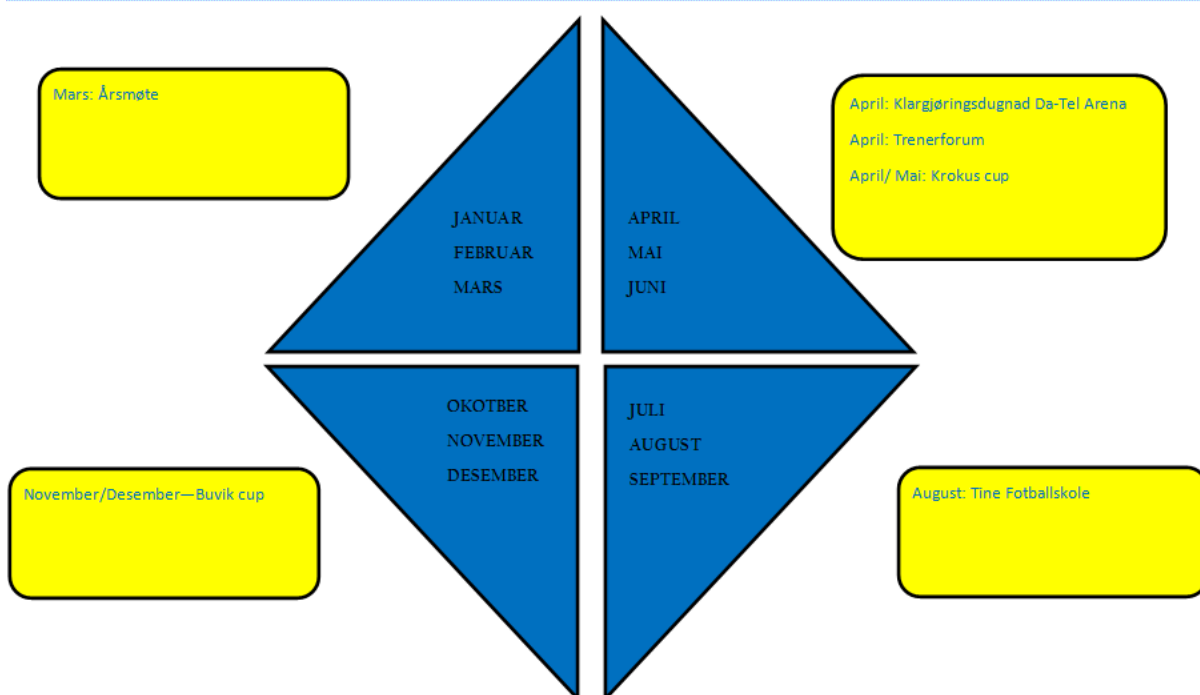 Mars: Årsmøte
April: Klargjøringsdugnad Da-Tel Arena
April: Trenerforum
April/ Mai: Krokus cup
JANUAR
FEBRUAR
MARS
APRIL
MAI
JUNI
OKOTBER
NOVEMBER
DESEMBER
JULI
AUGUST
SEPTEMBER
November/Desember—Buvik cup
August: Tine Fotballskole